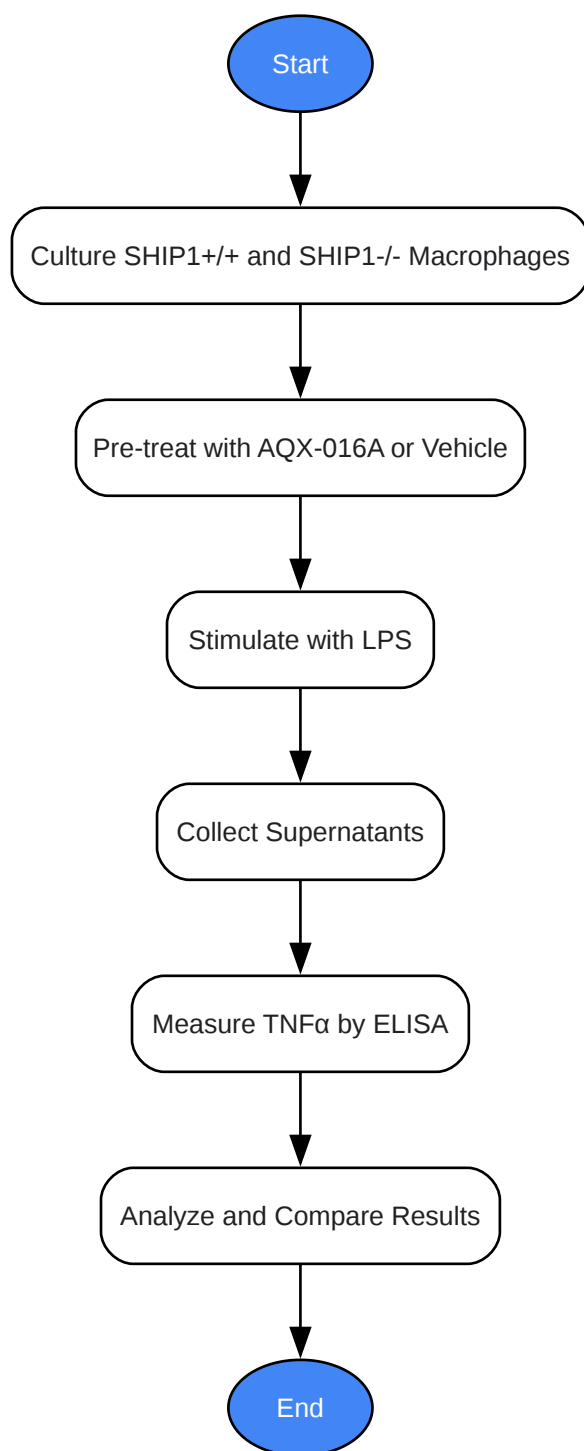 Start
Culture SHIP1+/+ and SHIP1-/- Macrophages
Pre-treat with AQX-016A or Vehicle
Stimulate with LPS
Collect Supernatants
Measure TNFα by ELISA
Analyze and Compare Results
End